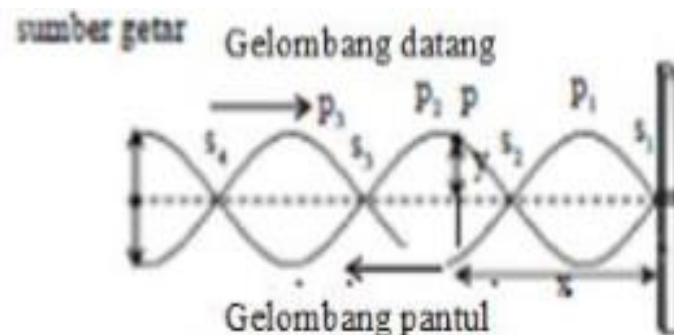 sumber getar
Gelombang datang
p₃ p₂ p p₁
s₄ s₃ y s₂ s₁
x
Gelombang pantul